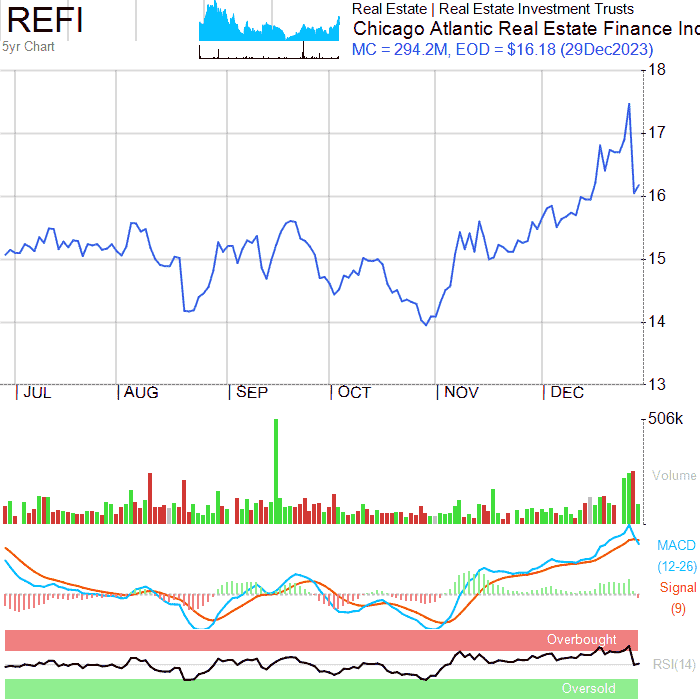 REFI
5yr Chart
Real Estate | Real Estate Investment Trusts
Chicago Atlantic Real Estate Finance Inc
MC = 294.2M, EOD = $16.18 (29Dec2023)
18
17
16
15
14
13
|JUL |AUG |SEP |OCT |NOV |DEC
506k
Volume
MACD
(12-26)
Signal
(9)
Overbought
RSI(14)
Oversold